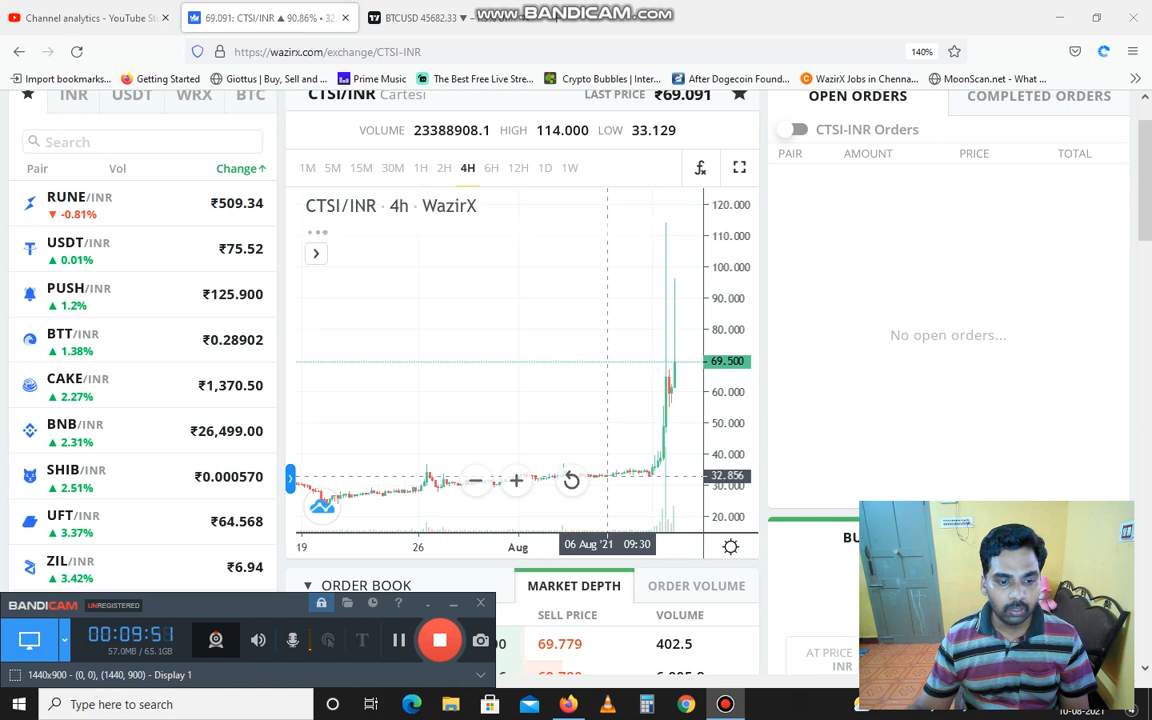 Channel analytics - YouTube St
69.091: CTSI/INR ▲ 90.86% • 32.
BTCUSD 45682.33 ▼
www.BANDICAM.com
https://wazirx.com/exchange/CTSI-INR
140%
Import bookmarks...
Getting Started
Giottus | Buy, Sell, and ...
Prime Music
The Best Free Live Stre...
Crypto Bubbles | Inter...
After Dogecoin Found...
WazirX Jobs in Chenna...
MoonScan.net - What ...
INR USDT WRX BTC
CTSI/INR Cartesi
LAST PRICE ₹69.091
OPEN ORDERS
COMPLETED ORDERS
VOLUME 23388908.1 HIGH 114.000 LOW 33.129
CTSI-INR Orders
PAIR AMOUNT PRICE TOTAL
No open orders...
Search
Pair Vol Change↑
1M 5M 15M 30M 1H 2H 4H 6H 12H 1D 1W
RUNE/INR ₹509.34
▼ -0.81%
USDT/INR ₹75.52
▲ 0.01%
PUSH/INR ₹125.900
▲ 1.2%
BTT/INR ₹0.28902
▲ 1.38%
CAKE/INR ₹1,370.50
▲ 2.27%
BNB/INR ₹26,499.00
▲ 2.31%
SHIB/INR ₹0.000570
▲ 2.51%
UFT/INR ₹64.568
▲ 3.37%
ZIL/INR ₹6.94
▲ 3.42%
CTSI/INR · 4h · WazirX
120.000
110.000
100.000
90.000
80.000
69.500
60.000
50.000
40.000
32.856
30.000
20.000
19 26 Aug 06 Aug '21 09:30
ORDER BOOK
MARKET DEPTH
ORDER VOLUME
SELL PRICE VOLUME
69.779 402.5
AT PRICE
INR
BANDICAM UNREGISTERED
00:09:51
57.0MB / 65.1GB
1440x900 - (0, 0), (1440, 900) - Display 1
Type here to search
10-08-2021